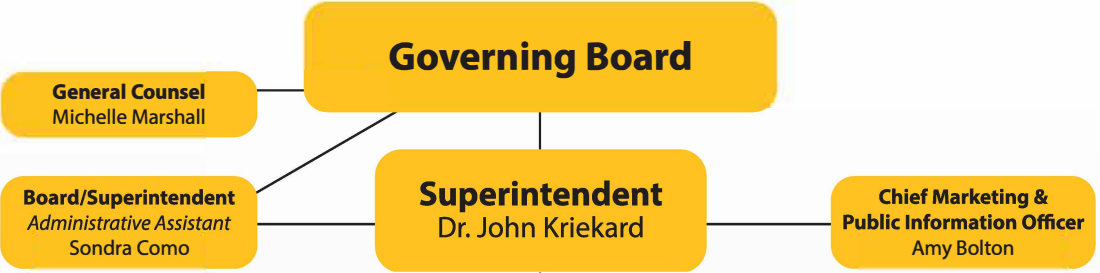 Governing Board
General Counsel
Michelle Marshall
Board/Superintendent
Administrative Assistant
Sondra Como
Superintendent
Dr. John Kriekard
Chief Marketing &
Public Information Officer
Amy Bolton